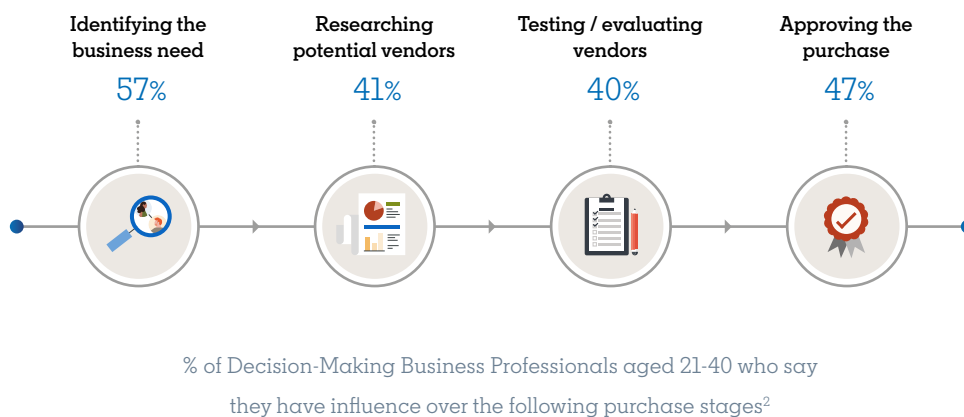 Identifying the
business need
57%
Researching
potential vendors
41%
Testing / evaluating
vendors
40%
Approving the
purchase
47%
% of Decision-Making Business Professionals aged 21-40 who say
they have influence over the following purchase stages²